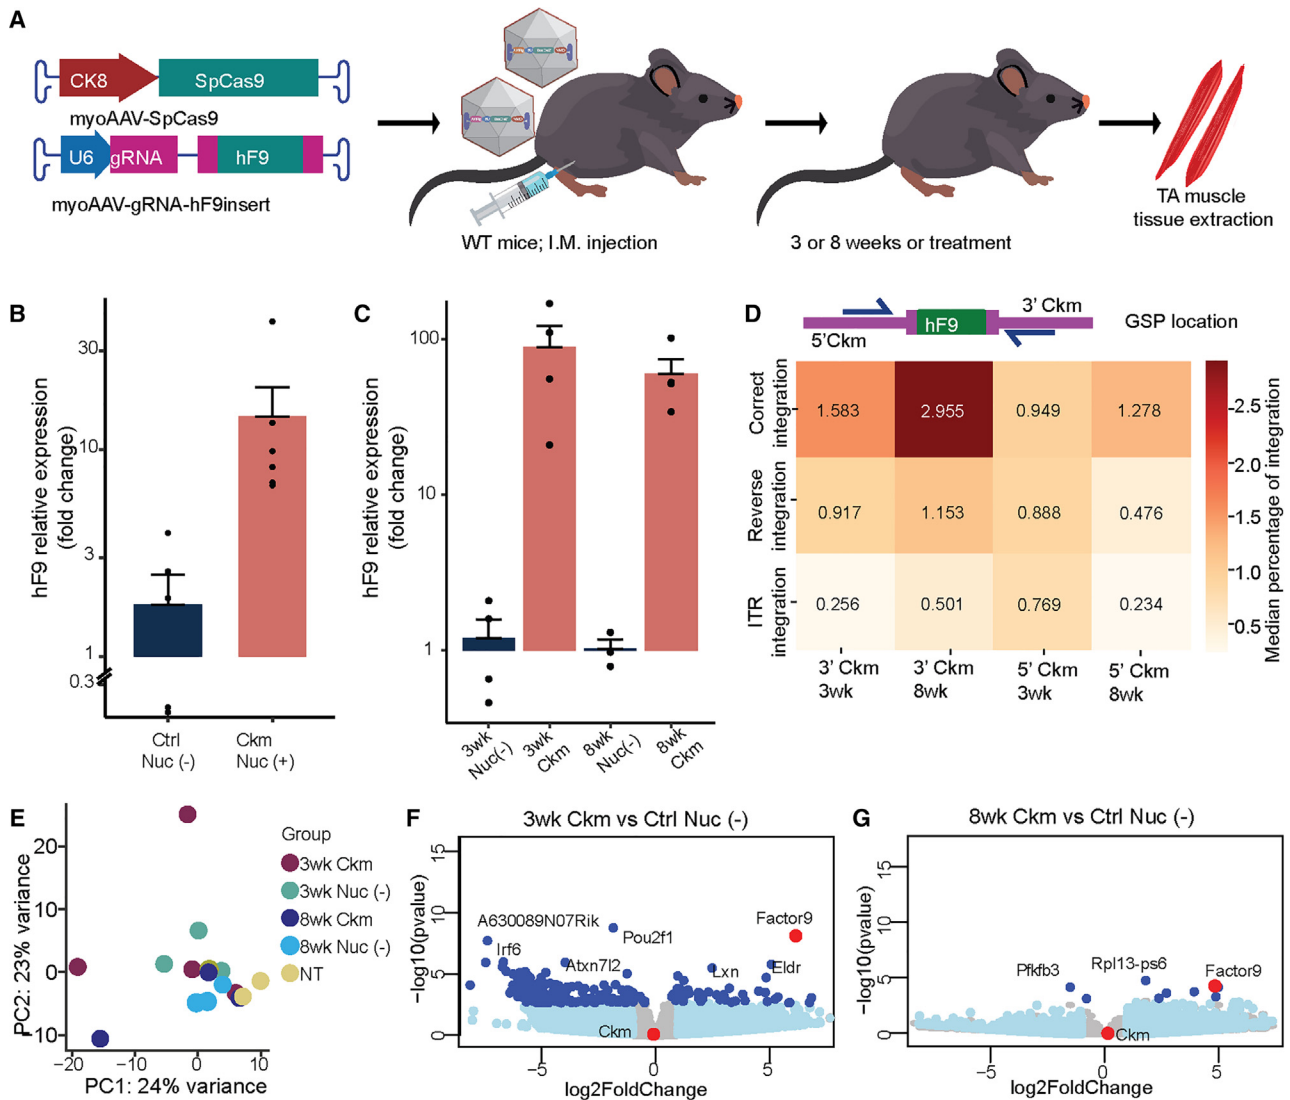 A
CK8
SpCas9
myoAAV-SpCas9
U6
gRNA
hF9
myoAAV-gRNA-hF9insert
WT mice; I.M. injection
3 or 8 weeks or treatment
TA muscle
tissue extraction
B
hF9 relative expression
(fold change)
30
10
3
1
0.3
Ctrl
Nuc (-)
Ckm
Nuc (+)
C
hF9 relative expression
(fold change)
100
10
1
3wk
Nuc(-)
3wk
Ckm
8wk
Nuc(-)
8wk
Ckm
D
5'Ckm
hF9
3' Ckm
GSP location
Correct
integration
1.583
2.955
0.949
1.278
Reverse
integration
0.917
1.153
0.888
0.476
ITR
integration
0.256
0.501
0.769
0.234
3' Ckm
3wk
3' Ckm
8wk
5' Ckm
3wk
5' Ckm
8wk
2.5
2.0
1.5
1.0
0.5
Median percentage of integration
E
PC2: 23% variance
20
10
0
-10
-20
-10
0
10
PC1: 24% variance
Group
3wk Ckm
3wk Nuc (-)
8wk Ckm
8wk Nuc (-)
NT
F
3wk Ckm vs Ctrl Nuc (-)
-log10(pvalue)
15
10
5
0
A630089N07Rik
Irf6
Pou2f1
Atxn7l2
Factor9
Lxn
Eldr
Ckm
-5
0
5
log2FoldChange
G
8wk Ckm vs Ctrl Nuc (-)
-log10(pvalue)
15
10
5
0
Pfkfb3
Rpl13-ps6
Factor9
Ckm
-5
0
5
log2FoldChange